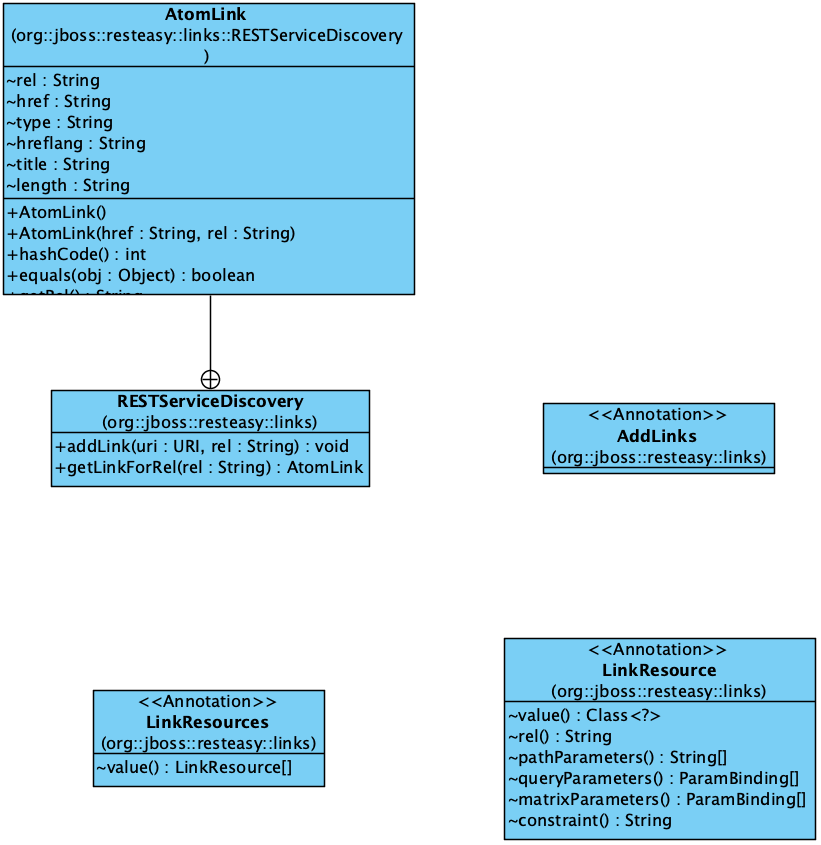 AtomLink
(org::jboss::resteasy::links::RESTServiceDiscovery
)
~rel : String
~href : String
~type : String
~hreflang : String
~title : String
~length : String
+AtomLink()
+AtomLink(href : String, rel : String)
+hashCode() : int
+equals(obj : Object) : boolean
+getRel() : String
RESTServiceDiscovery
(org::jboss::resteasy::links)
+addLink(uri : URI, rel : String) : void
+getLinkForRel(rel : String) : AtomLink
<<Annotation>>
AddLinks
(org::jboss::resteasy::links)
<<Annotation>>
LinkResources
(org::jboss::resteasy::links)
~value() : LinkResource[]
<<Annotation>>
LinkResource
(org::jboss::resteasy::links)
~value() : Class<?>
~rel() : String
~pathParameters() : String[]
~queryParameters() : ParamBinding[]
~matrixParameters() : ParamBinding[]
~constraint() : String